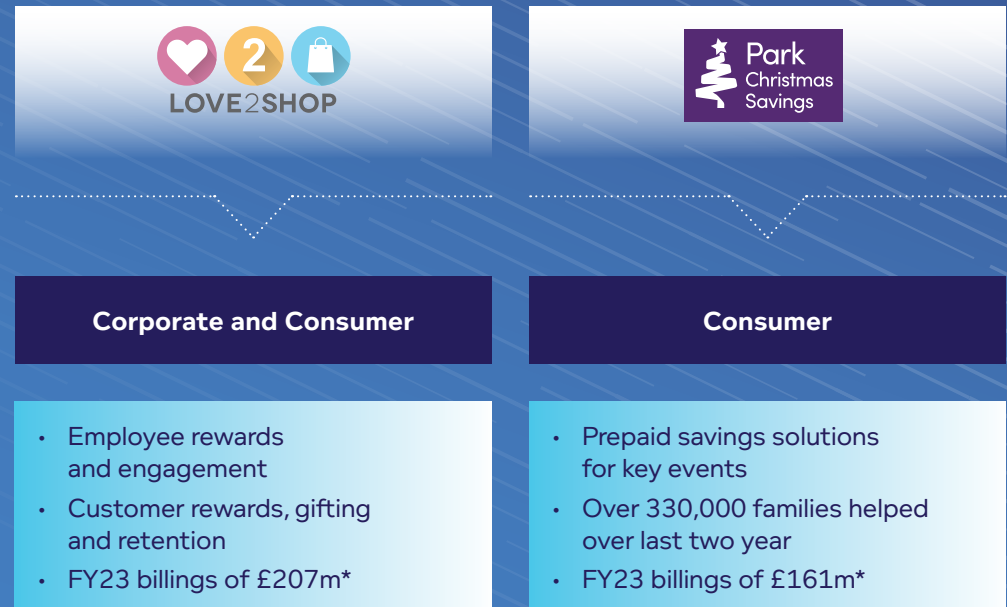 2
LOVE2SHOP
Corporate and Consumer
• Employee rewards
and engagement
• Customer rewards, gifting
and retention
• FY23 billings of £207m*
Park
Christmas
Savings
Consumer
• Prepaid savings solutions
for key events
• Over 330,000 families helped
over last two year
• FY23 billings of £161m*